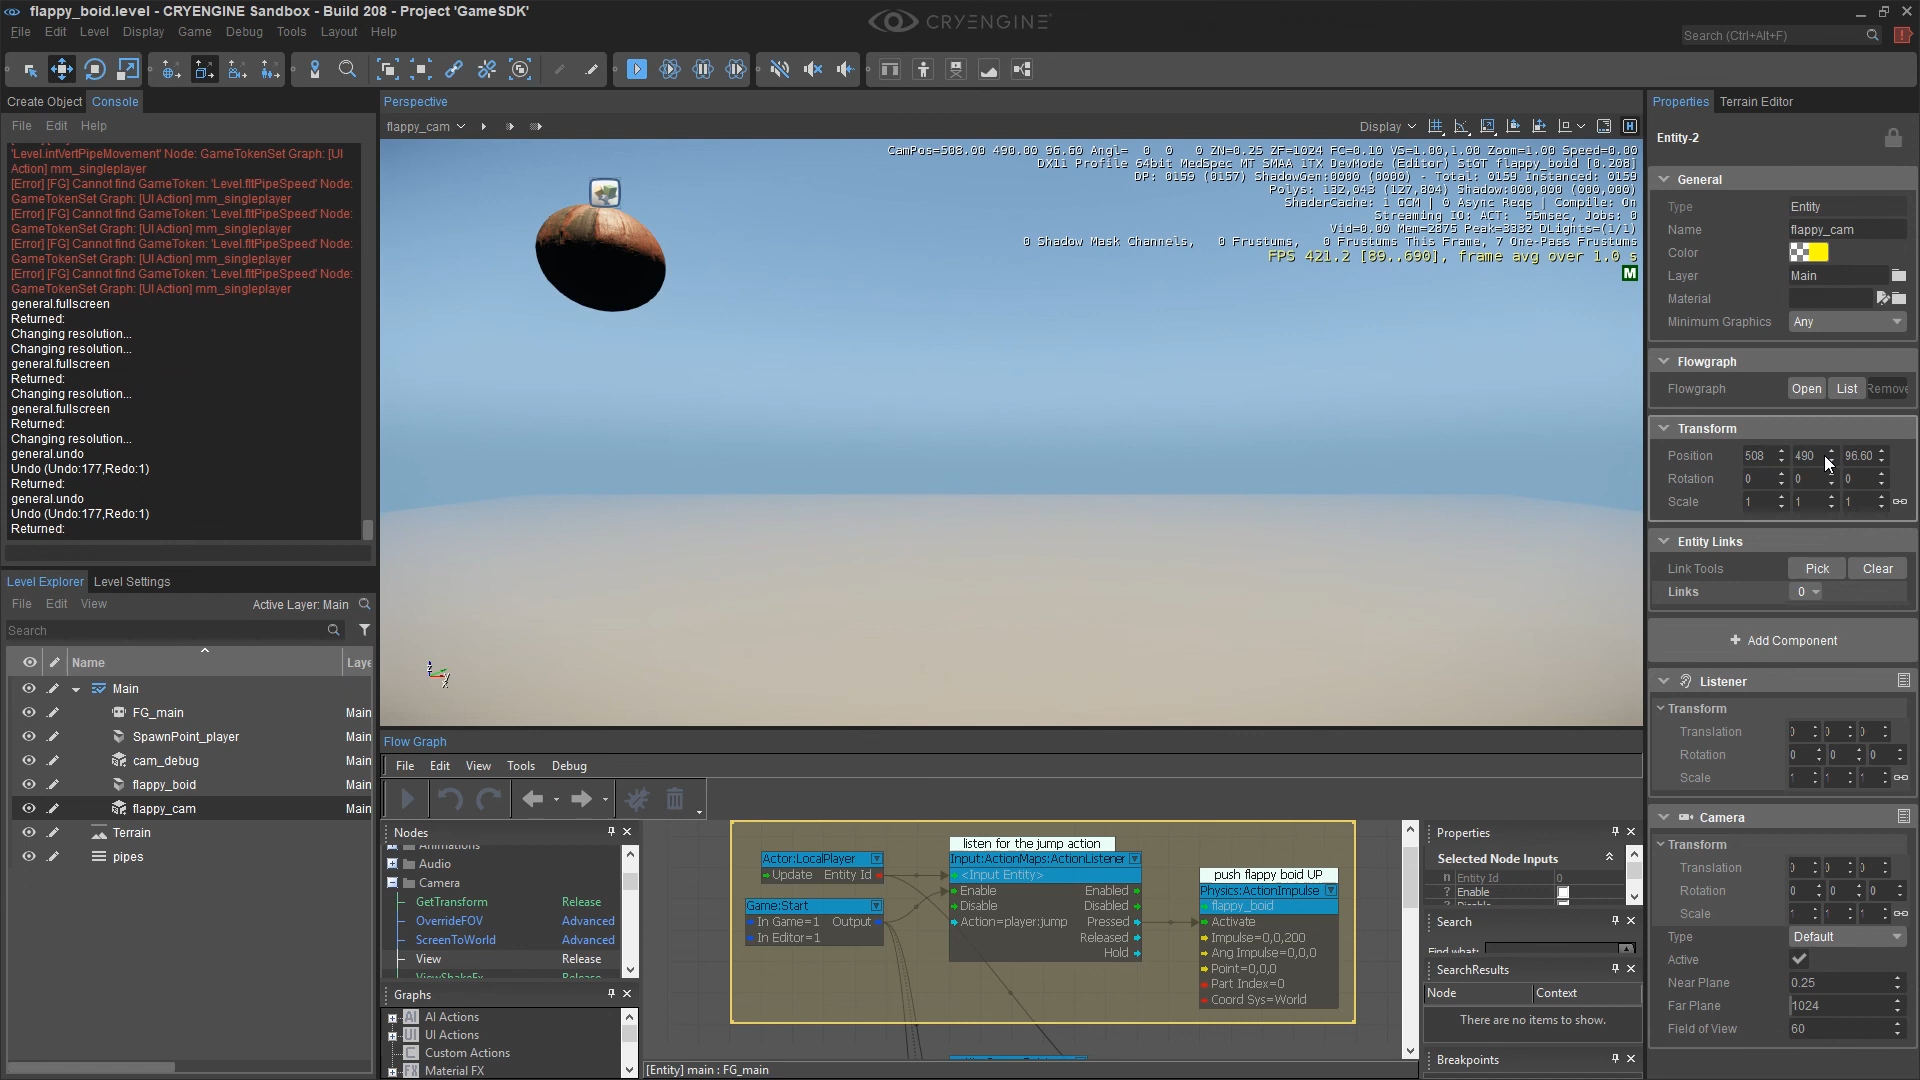 flappy_boid.level - CRYENGINE Sandbox - Build 208 - Project 'GameSDK'
CRYENGINE
File Edit Level Display Game Debug Tools Layout Help
Search (Ctrl+Alt+F)
Create Object Console
File Edit Help
'Level.intVertPipeMovement' Node: GameTokenSet Graph: [UI
Action] mm_singleplayer
[Error] [FG] Cannot find GameToken: 'Level.fltPipeSpeed' Node:
GameTokenSet Graph: [UI Action] mm_singleplayer
[Error] [FG] Cannot find GameToken: 'Level.fltPipeSpeed' Node:
GameTokenSet Graph: [UI Action] mm_singleplayer
[Error] [FG] Cannot find GameToken: 'Level.fltPipeSpeed' Node:
GameTokenSet Graph: [UI Action] mm_singleplayer
[Error] [FG] Cannot find GameToken: 'Level.fltPipeSpeed' Node:
GameTokenSet Graph: [UI Action] mm_singleplayer
general.fullscreen
Returned:
Changing resolution...
Changing resolution...
general.fullscreen
Returned:
Changing resolution...
general.fullscreen
Returned:
Changing resolution...
general.undo
Undo (Undo:177,Redo:1)
Returned:
general.undo
Undo (Undo:177,Redo:1)
Returned:
Level Explorer Level Settings
File Edit View Active Layer: Main
Search
Name Laye
Main
FG_main Main
SpawnPoint_player Main
cam_debug Main
flappy_boid Main
flappy_cam Main
Terrain
pipes
Perspective
flappy_cam Display
CamPos=508.00 490.00 96.60 Angl= 0 0 0 ZN=0.25 ZF=1024 FC=0.10 VS=1.00,1.00 Zoom=1.00 Speed=0.00
DX11 Profile 64bit MedSpec MT SMAA 1TX DevMode (Editor) StGT flappy_boid [0.208]
DP: 0159 (0157) ShadowGen:0000 (0000) - Total: 0159 Instanced: 0159
Polys: 132,043 (127,804) Shadow:000,000 (000,000)
ShaderCache: 1 GCM | 0 Async Reqs | Compile: On
Streaming IO: ACT: 55msec, Jobs: 0
Vid=0.00 Mem=2875 Peak=3332 DLights=(1/1)
0 Shadow Mask Channels, 0 Frustums, 0 Frustums This Frame, 7 One-Pass Frustums
FPS 421.2 [89..690], frame avg over 1.0 s
M
z
y
x
Flow Graph
File Edit View Tools Debug
Nodes
Animations
Audio
Camera
GetTransform Release
OverrideFOV Advanced
ScreenToWorld Advanced
View Release
ViewShakeEx Release
Graphs
AI Actions
UI Actions
Custom Actions
Material FX
listen for the jump action
Actor:LocalPlayer
Update Entity Id
Game:Start
In Game=1 Output
In Editor=1
Input:ActionMaps:ActionListener
<Input Entity>
Enable Enabled
Disable Disabled
Action=player:jump Pressed
Released
Hold
push flappy boid UP
Physics:ActionImpulse
flappy_boid
Activate
Impulse=0,0,200
Ang Impulse=0,0,0
Point=0,0,0
Part Index=0
Coord Sys=World
[Entity] main : FG_main
Properties
Selected Node Inputs
Entity Id 0
Enable
Disable
Search
Find what:
SearchResults
Node Context
There are no items to show.
Breakpoints
Properties Terrain Editor
Entity-2
General
Type Entity
Name flappy_cam
Color
Layer Main
Material
Minimum Graphics Any
Flowgraph
Flowgraph Open List Remove
Transform
Position 508 490 96.60
Rotation 0 0 0
Scale 1 1 1
Entity Links
Link Tools Pick Clear
Links 0
+ Add Component
Listener
Transform
Translation 0 0 0
Rotation 0 0 0
Scale 1 1 1
Camera
Transform
Translation 0 0 0
Rotation 0 0 0
Scale 1 1 1
Type Default
Active
Near Plane 0.25
Far Plane 1024
Field of View 60